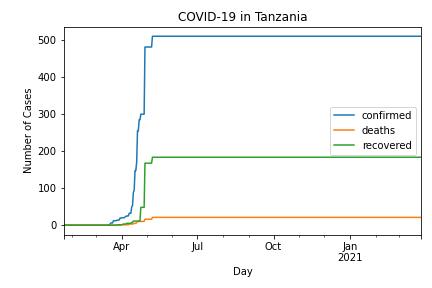 COVID-19 in Tanzania
Number of Cases
500
400
300
200
100
0
confirmed
deaths
recovered
Apr
Jul
Oct
Jan
2021
Day